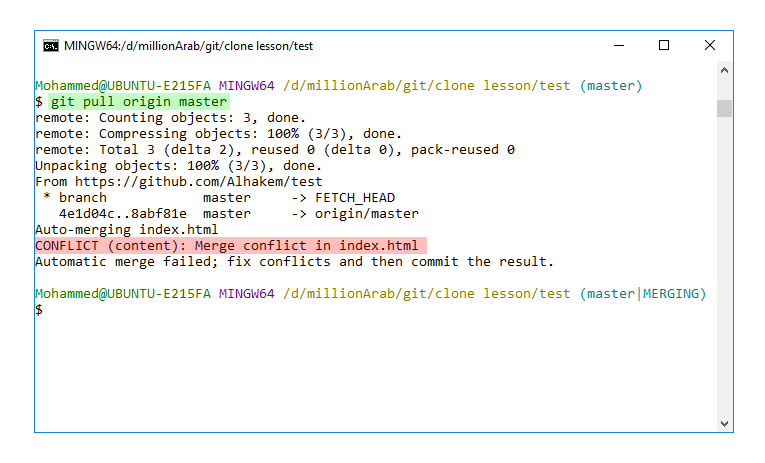 MINGW64:/d/millionArab/git/clone lesson/test
Mohammed@UBUNTU-E215FA MINGW64 /d/millionArab/git/clone lesson/test (master)
$ git pull origin master
remote: Counting objects: 3, done.
remote: Compressing objects: 100% (3/3), done.
remote: Total 3 (delta 2), reused 0 (delta 0), pack-reused 0
Unpacking objects: 100% (3/3), done.
From https://github.com/Alhakem/test
 * branch            master     -> FETCH_HEAD
   4e1d04c..8abf81e  master     -> origin/master
Auto-merging index.html
CONFLICT (content): Merge conflict in index.html
Automatic merge failed; fix conflicts and then commit the result.
Mohammed@UBUNTU-E215FA MINGW64 /d/millionArab/git/clone lesson/test (master|MERGING)
$